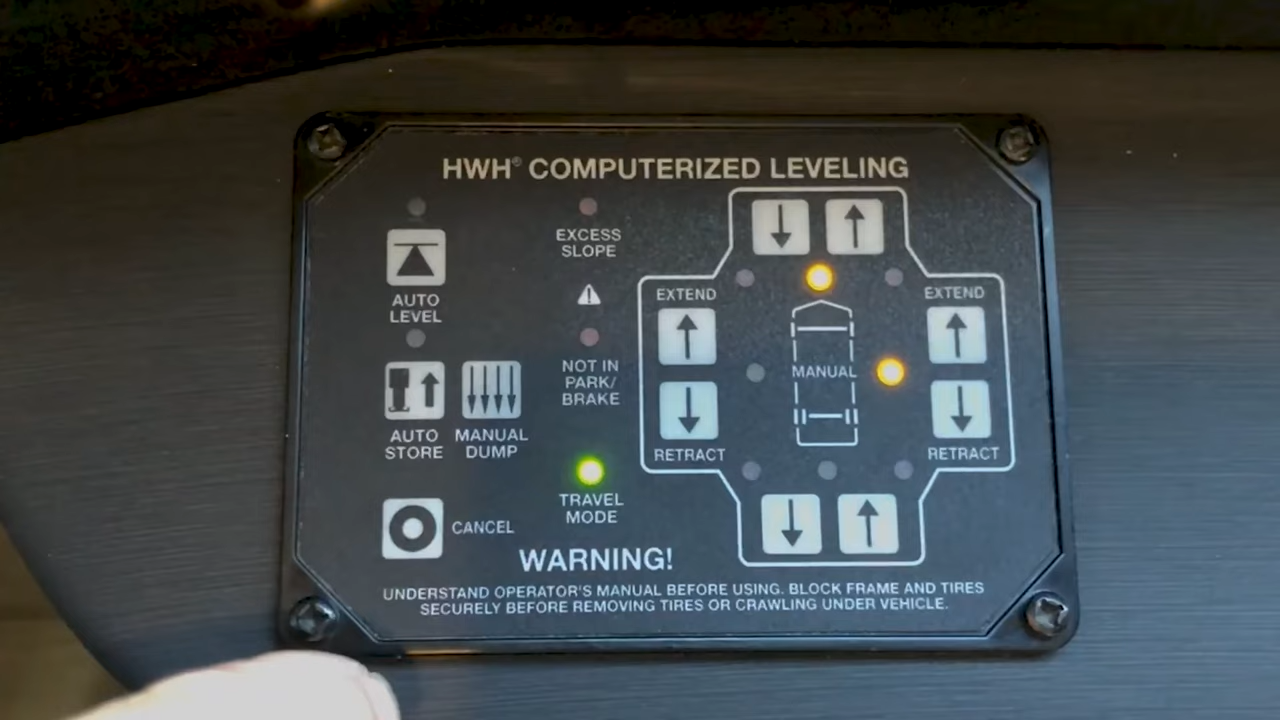 HWH® COMPUTERIZED LEVELING
AUTO
LEVEL
EXCESS
SLOPE
NOT IN
PARK/
BRAKE
AUTO
STORE
MANUAL
DUMP
TRAVEL
MODE
CANCEL
EXTEND
EXTEND
MANUAL
RETRACT
RETRACT
WARNING!
UNDERSTAND OPERATOR'S MANUAL BEFORE USING. BLOCK FRAME AND TIRES
SECURELY BEFORE REMOVING TIRES OR CRAWLING UNDER VEHICLE.